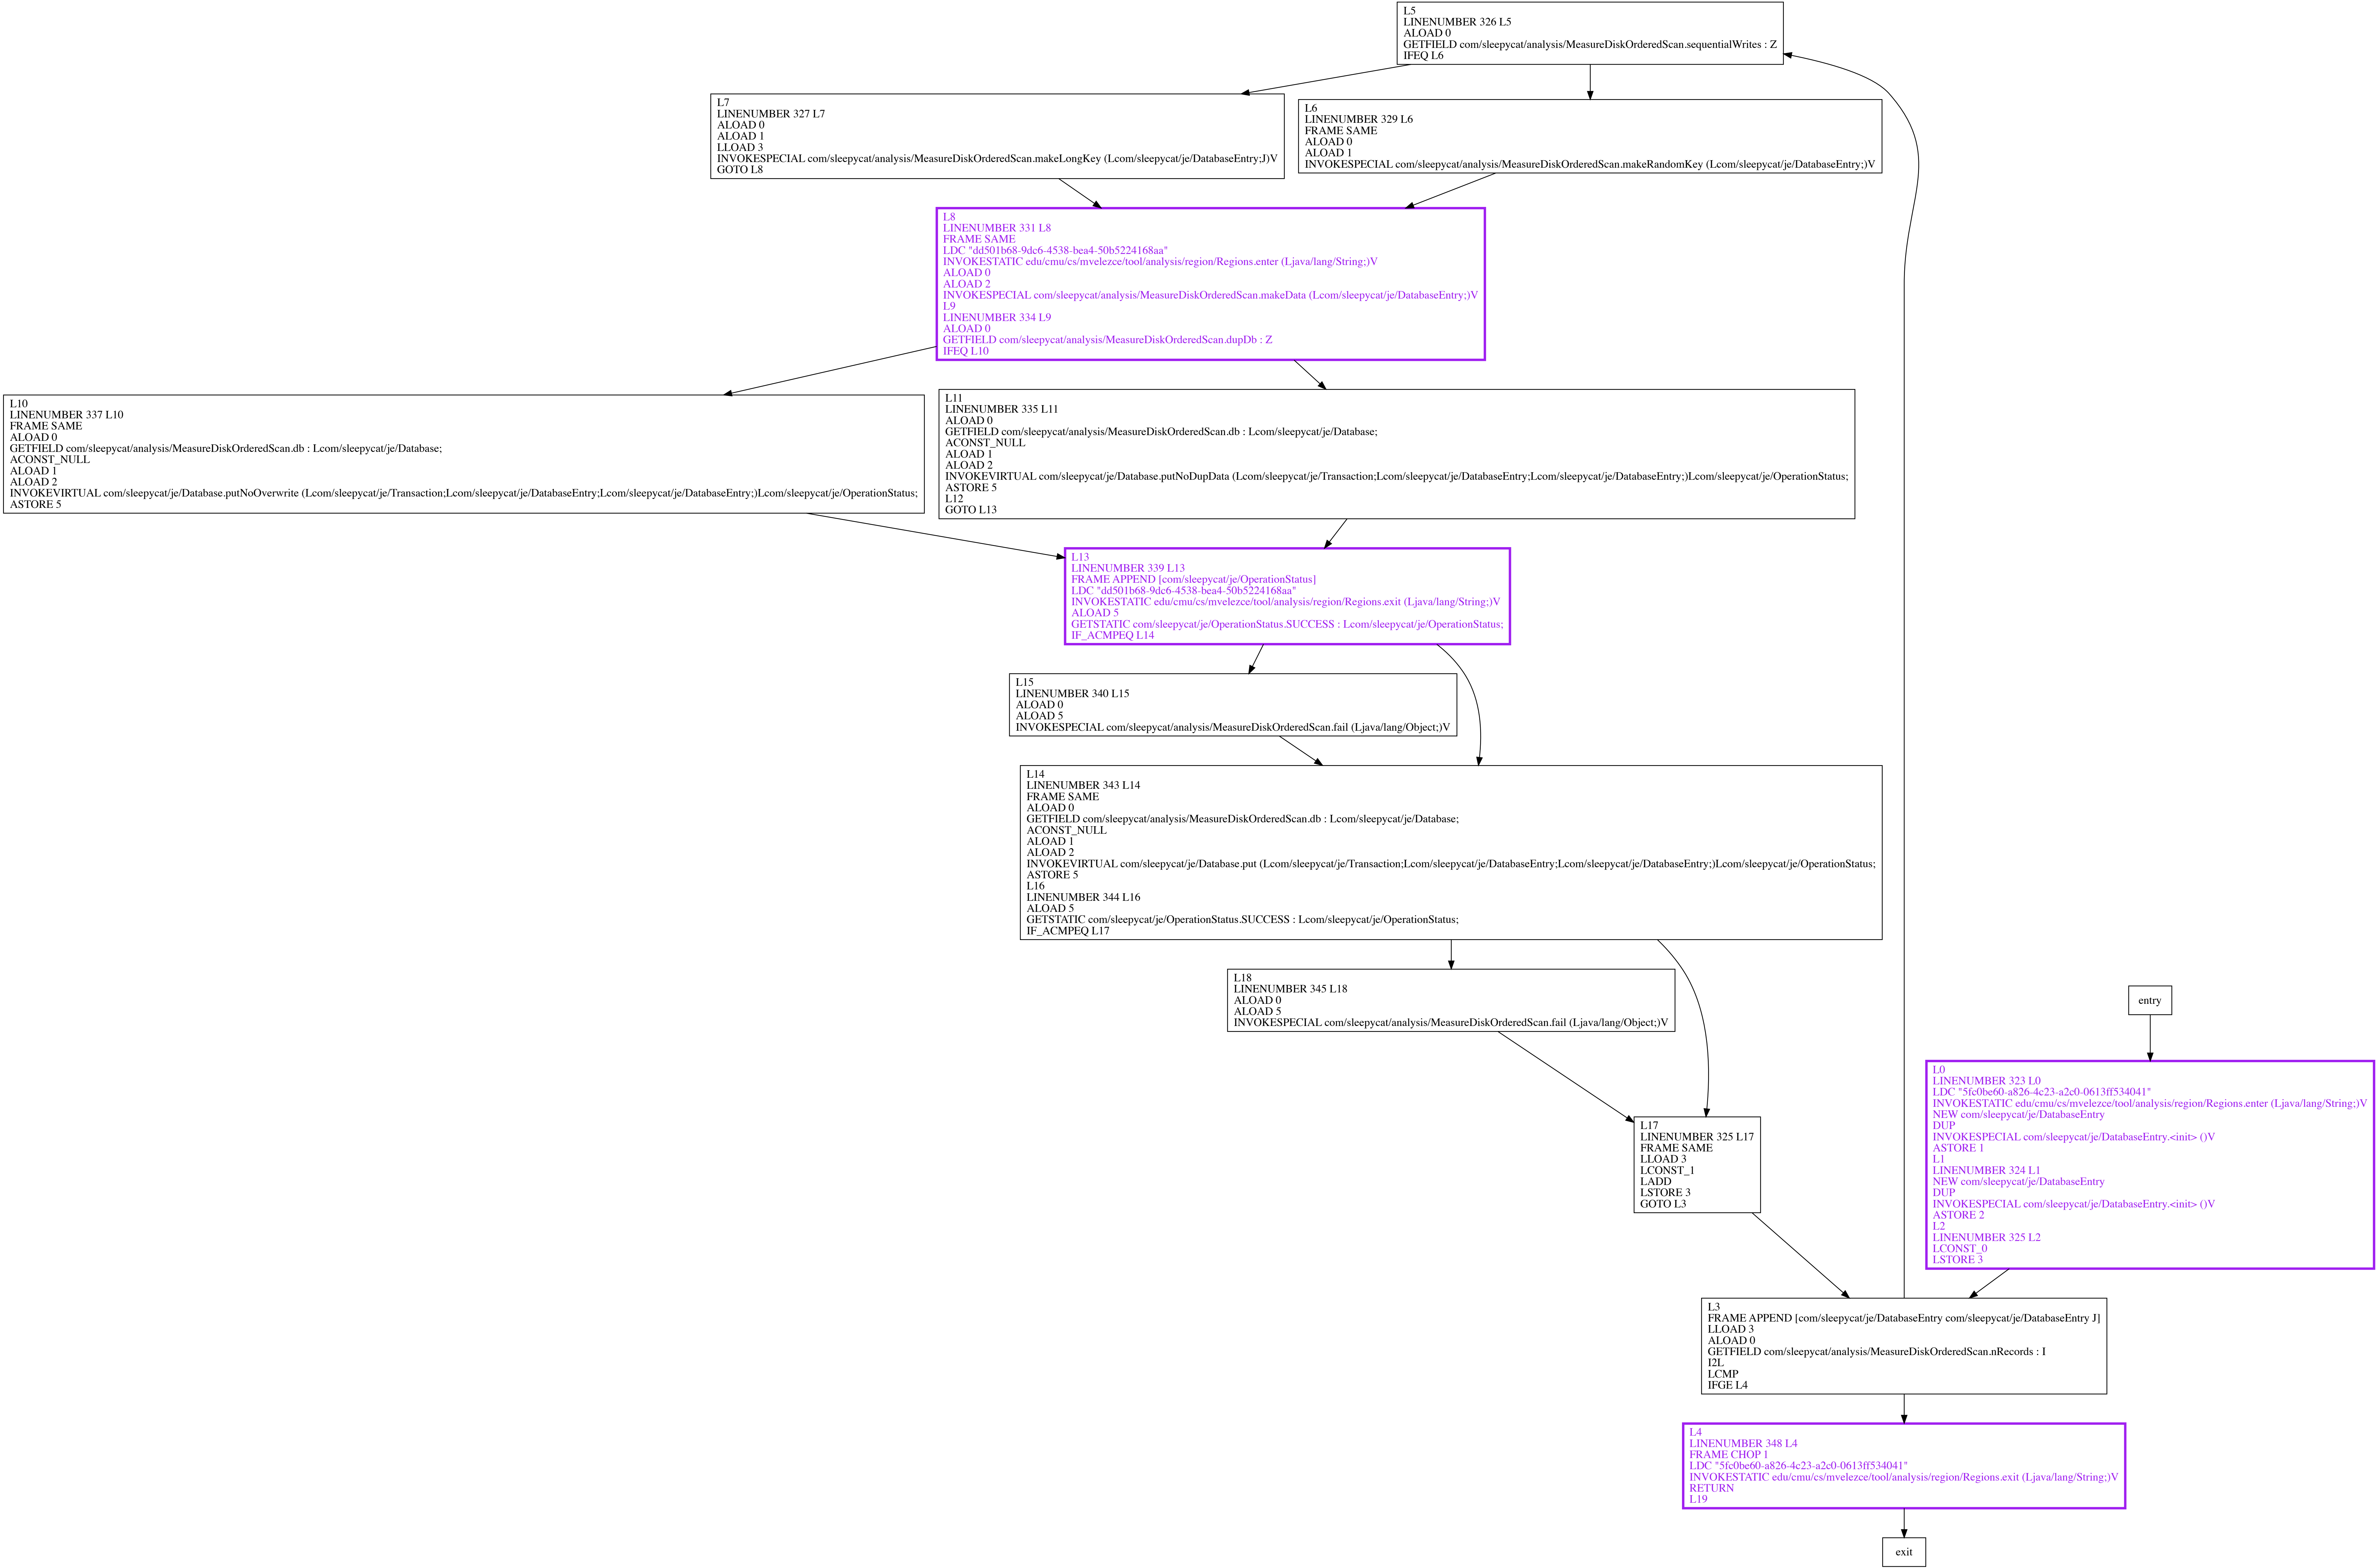 L5
LINENUMBER 326 L5
ALOAD 0
GETFIELD com/sleepycat/analysis/MeasureDiskOrderedScan.sequentialWrites : Z
IFEQ L6
L7
LINENUMBER 327 L7
ALOAD 0
ALOAD 1
LLOAD 3
INVOKESPECIAL com/sleepycat/analysis/MeasureDiskOrderedScan.makeLongKey (Lcom/sleepycat/je/DatabaseEntry;J)V
GOTO L8
L6
LINENUMBER 329 L6
FRAME SAME
ALOAD 0
ALOAD 1
INVOKESPECIAL com/sleepycat/analysis/MeasureDiskOrderedScan.makeRandomKey (Lcom/sleepycat/je/DatabaseEntry;)V
L8
LINENUMBER 331 L8
FRAME SAME
LDC "dd501b68-9dc6-4538-bea4-50b5224168aa"
INVOKESTATIC edu/cmu/cs/mvelezce/tool/analysis/region/Regions.enter (Ljava/lang/String;)V
ALOAD 0
ALOAD 2
INVOKESPECIAL com/sleepycat/analysis/MeasureDiskOrderedScan.makeData (Lcom/sleepycat/je/DatabaseEntry;)V
L9
LINENUMBER 334 L9
ALOAD 0
GETFIELD com/sleepycat/analysis/MeasureDiskOrderedScan.dupDb : Z
IFEQ L10
L10
LINENUMBER 337 L10
FRAME SAME
ALOAD 0
GETFIELD com/sleepycat/analysis/MeasureDiskOrderedScan.db : Lcom/sleepycat/je/Database;
ACONST_NULL
ALOAD 1
ALOAD 2
INVOKEVIRTUAL com/sleepycat/je/Database.putNoOverwrite (Lcom/sleepycat/je/Transaction;Lcom/sleepycat/je/DatabaseEntry;Lcom/sleepycat/je/DatabaseEntry;)Lcom/sleepycat/je/OperationStatus;
ASTORE 5
L11
LINENUMBER 335 L11
ALOAD 0
GETFIELD com/sleepycat/analysis/MeasureDiskOrderedScan.db : Lcom/sleepycat/je/Database;
ACONST_NULL
ALOAD 1
ALOAD 2
INVOKEVIRTUAL com/sleepycat/je/Database.putNoDupData (Lcom/sleepycat/je/Transaction;Lcom/sleepycat/je/DatabaseEntry;Lcom/sleepycat/je/DatabaseEntry;)Lcom/sleepycat/je/OperationStatus;
ASTORE 5
L12
GOTO L13
L13
LINENUMBER 339 L13
FRAME APPEND [com/sleepycat/je/OperationStatus]
LDC "dd501b68-9dc6-4538-bea4-50b5224168aa"
INVOKESTATIC edu/cmu/cs/mvelezce/tool/analysis/region/Regions.exit (Ljava/lang/String;)V
ALOAD 5
GETSTATIC com/sleepycat/je/OperationStatus.SUCCESS : Lcom/sleepycat/je/OperationStatus;
IF_ACMPEQ L14
L15
LINENUMBER 340 L15
ALOAD 0
ALOAD 5
INVOKESPECIAL com/sleepycat/analysis/MeasureDiskOrderedScan.fail (Ljava/lang/Object;)V
L14
LINENUMBER 343 L14
FRAME SAME
ALOAD 0
GETFIELD com/sleepycat/analysis/MeasureDiskOrderedScan.db : Lcom/sleepycat/je/Database;
ACONST_NULL
ALOAD 1
ALOAD 2
INVOKEVIRTUAL com/sleepycat/je/Database.put (Lcom/sleepycat/je/Transaction;Lcom/sleepycat/je/DatabaseEntry;Lcom/sleepycat/je/DatabaseEntry;)Lcom/sleepycat/je/OperationStatus;
ASTORE 5
L16
LINENUMBER 344 L16
ALOAD 5
GETSTATIC com/sleepycat/je/OperationStatus.SUCCESS : Lcom/sleepycat/je/OperationStatus;
IF_ACMPEQ L17
L18
LINENUMBER 345 L18
ALOAD 0
ALOAD 5
INVOKESPECIAL com/sleepycat/analysis/MeasureDiskOrderedScan.fail (Ljava/lang/Object;)V
entry
L0
LINENUMBER 323 L0
LDC "5fc0be60-a826-4c23-a2c0-0613ff534041"
INVOKESTATIC edu/cmu/cs/mvelezce/tool/analysis/region/Regions.enter (Ljava/lang/String;)V
NEW com/sleepycat/je/DatabaseEntry
DUP
INVOKESPECIAL com/sleepycat/je/DatabaseEntry.<init> ()V
ASTORE 1
L1
LINENUMBER 324 L1
NEW com/sleepycat/je/DatabaseEntry
DUP
INVOKESPECIAL com/sleepycat/je/DatabaseEntry.<init> ()V
ASTORE 2
L2
LINENUMBER 325 L2
LCONST_0
LSTORE 3
L17
LINENUMBER 325 L17
FRAME SAME
LLOAD 3
LCONST_1
LADD
LSTORE 3
GOTO L3
L3
FRAME APPEND [com/sleepycat/je/DatabaseEntry com/sleepycat/je/DatabaseEntry J]
LLOAD 3
ALOAD 0
GETFIELD com/sleepycat/analysis/MeasureDiskOrderedScan.nRecords : I
I2L
LCMP
IFGE L4
L4
LINENUMBER 348 L4
FRAME CHOP 1
LDC "5fc0be60-a826-4c23-a2c0-0613ff534041"
INVOKESTATIC edu/cmu/cs/mvelezce/tool/analysis/region/Regions.exit (Ljava/lang/String;)V
RETURN
L19
exit